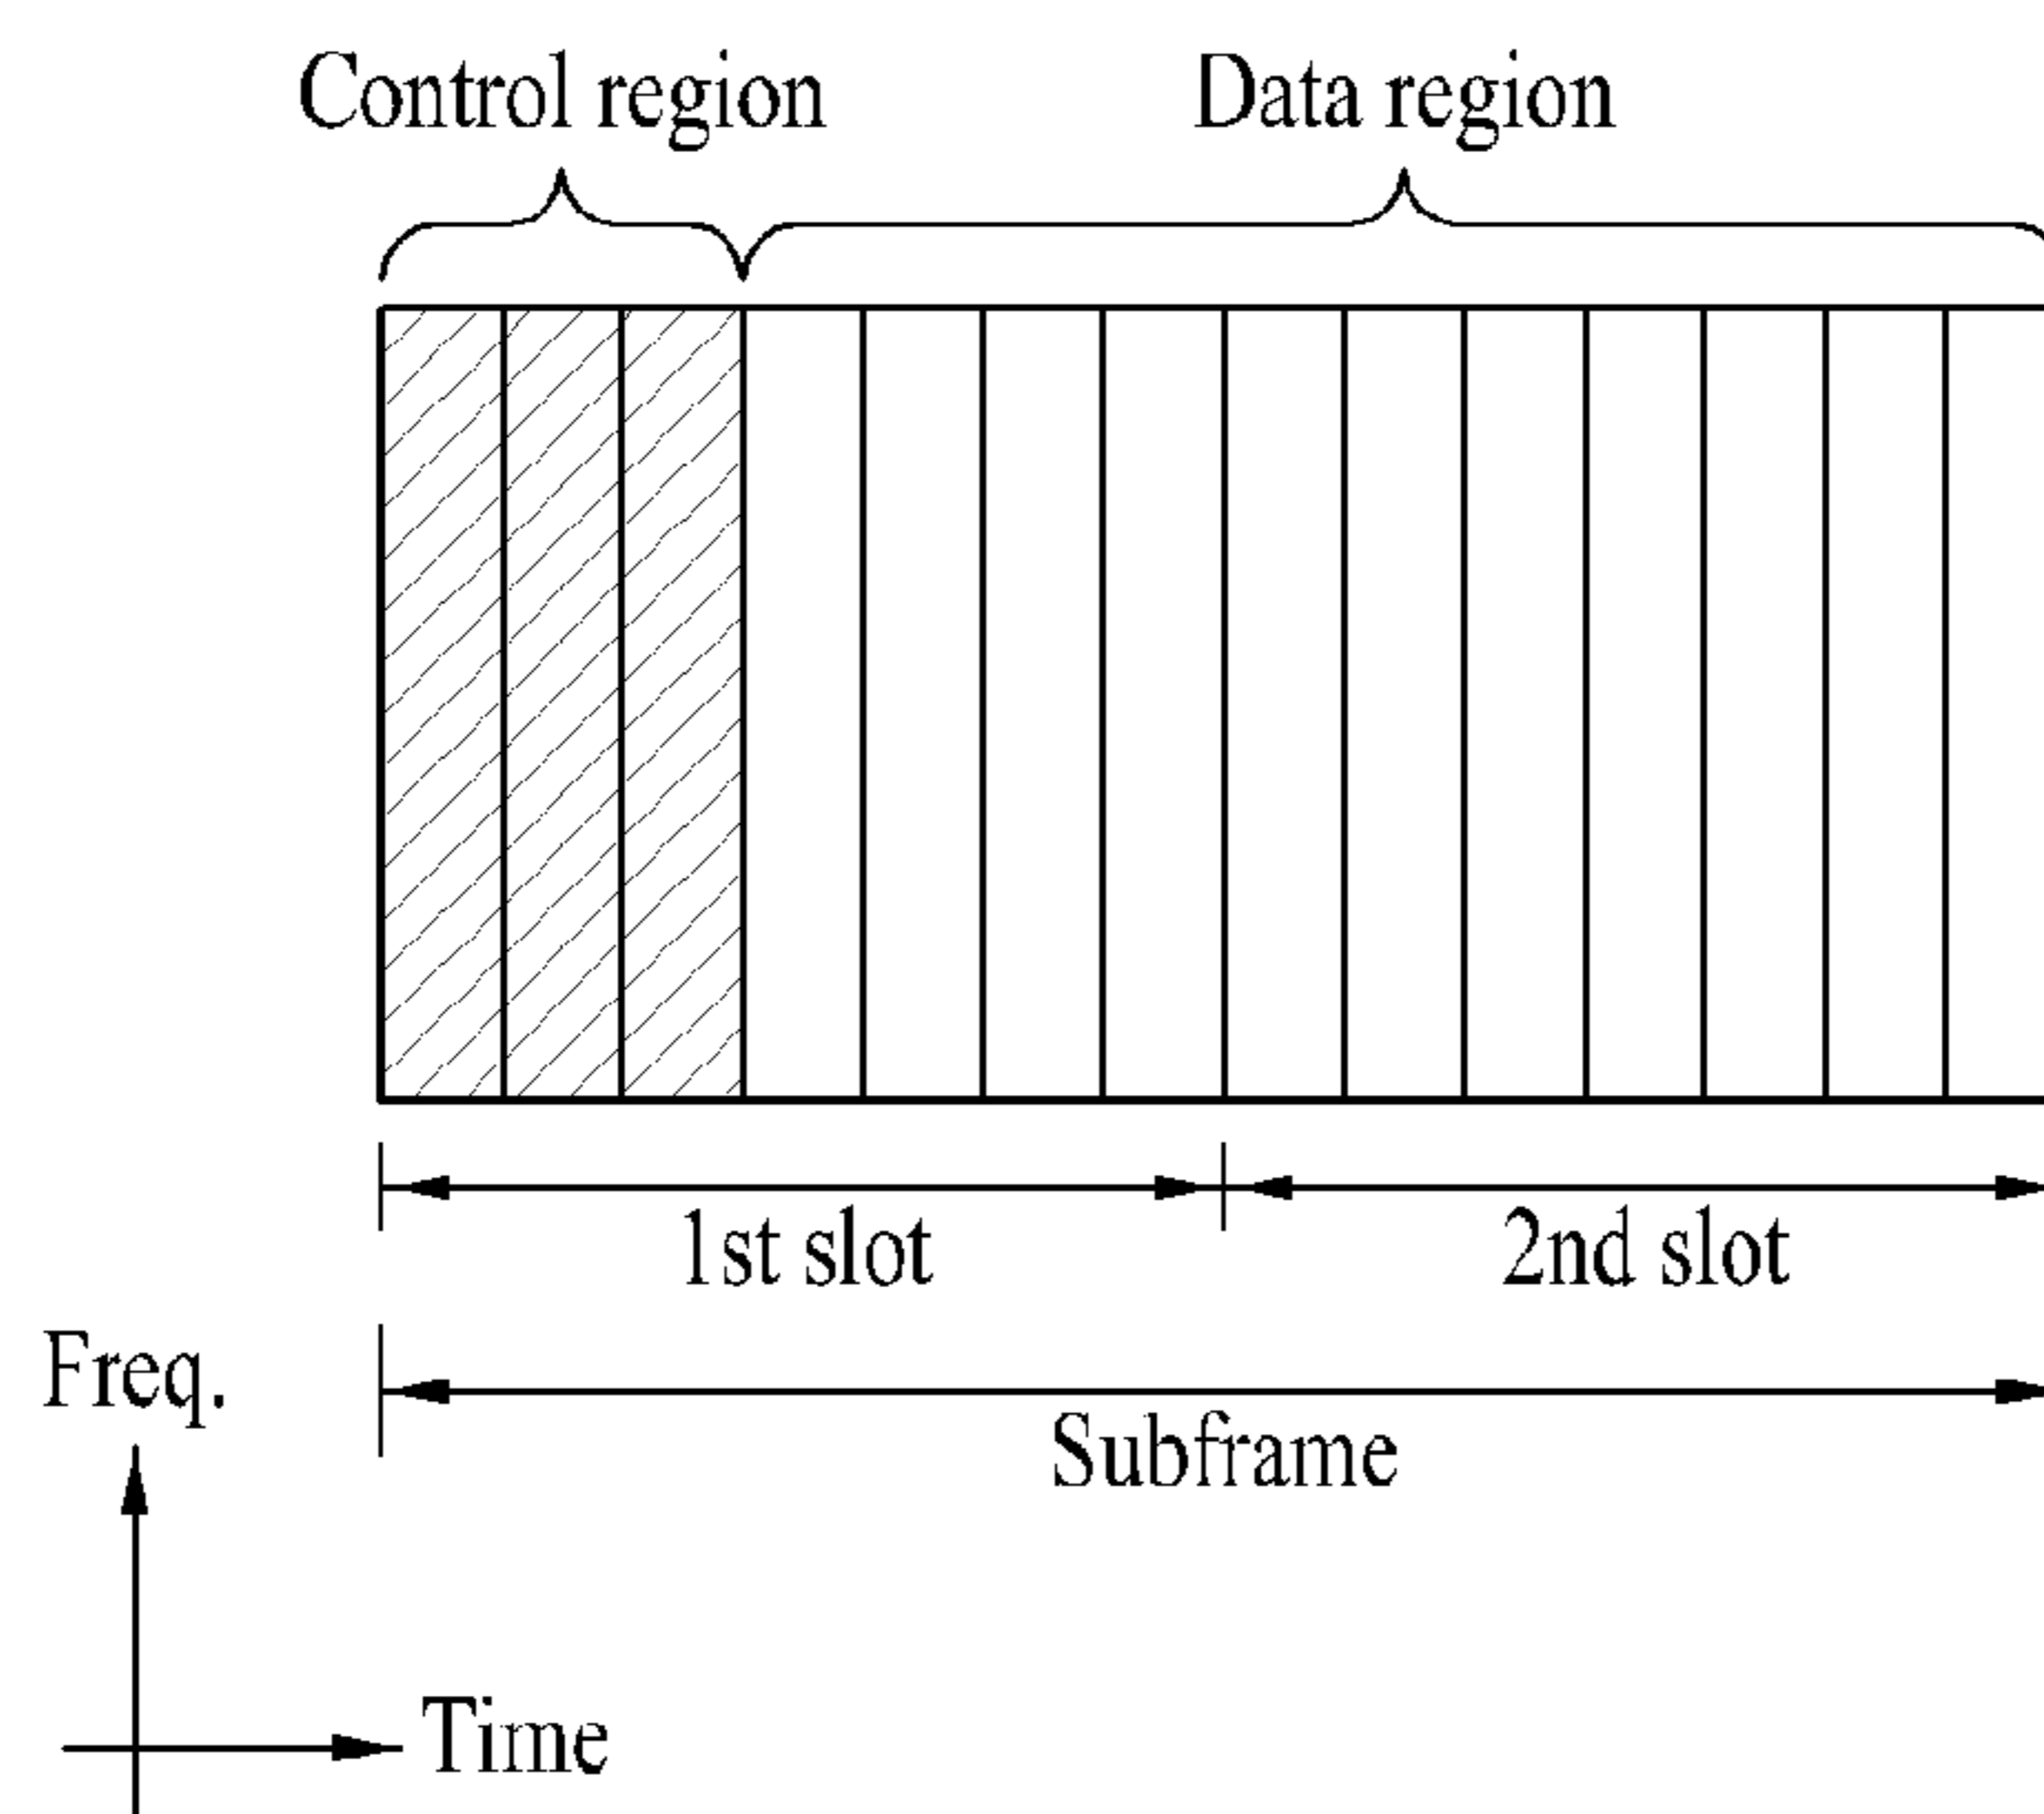 Control region
Data region
1st slot
2nd slot
Subframe
Freq.
Time